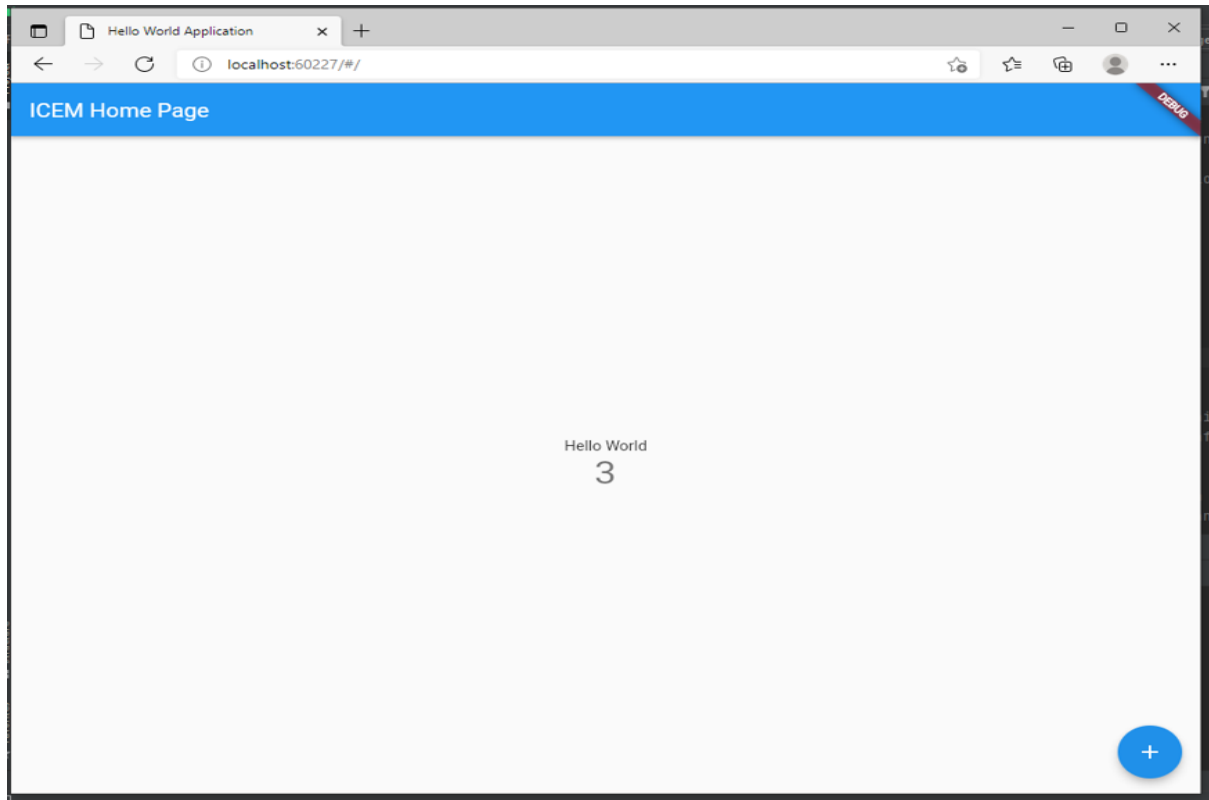 Hello World Application
localhost:60227/#/
ICEM Home Page
DEBUG
Hello World
3